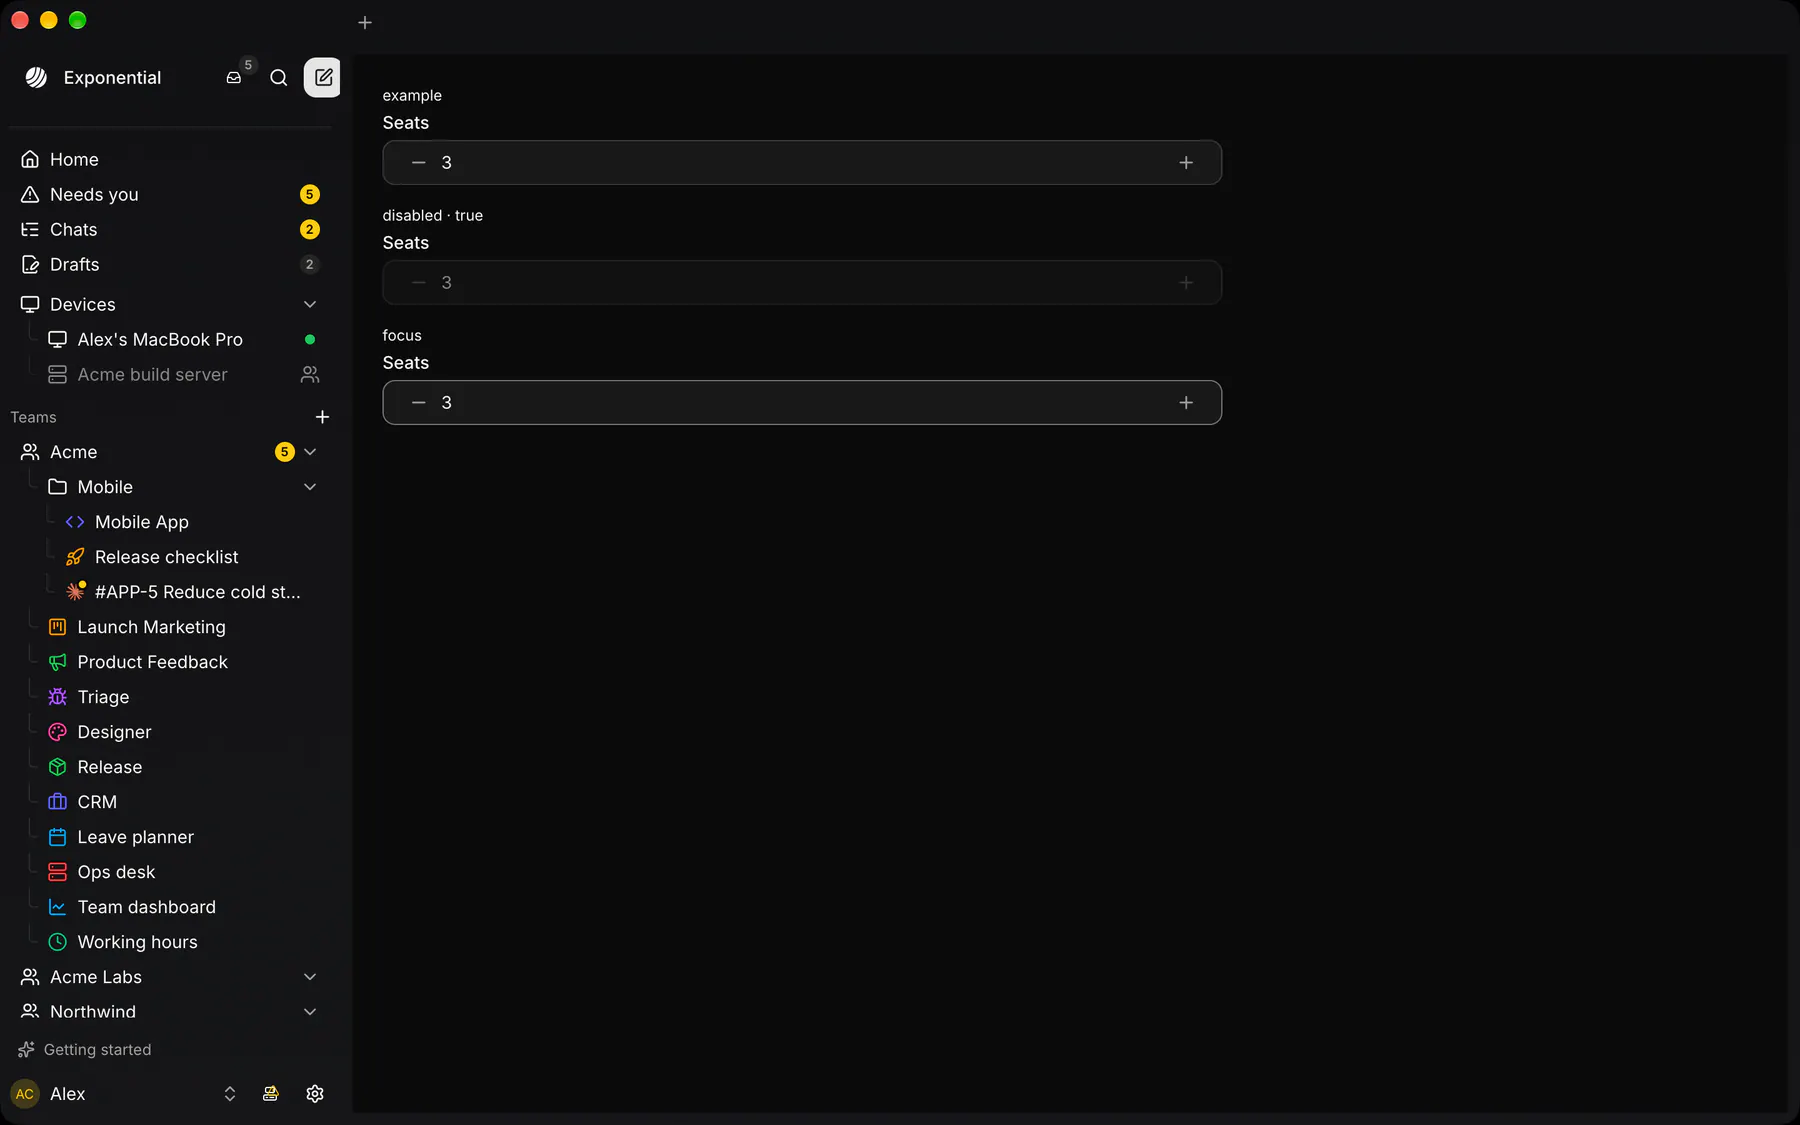 Exponential
5
Home
Needs you
5
Chats
2
Drafts
2
Devices
Alex's MacBook Pro
Acme build server
Teams
Acme
5
Mobile
Mobile App
Release checklist
#APP-5 Reduce cold st...
Launch Marketing
Product Feedback
Triage
Designer
Release
CRM
Leave planner
Ops desk
Team dashboard
Working hours
Acme Labs
Northwind
Getting started
AC
Alex
example
Seats
3
disabled · true
Seats
3
focus
Seats
3